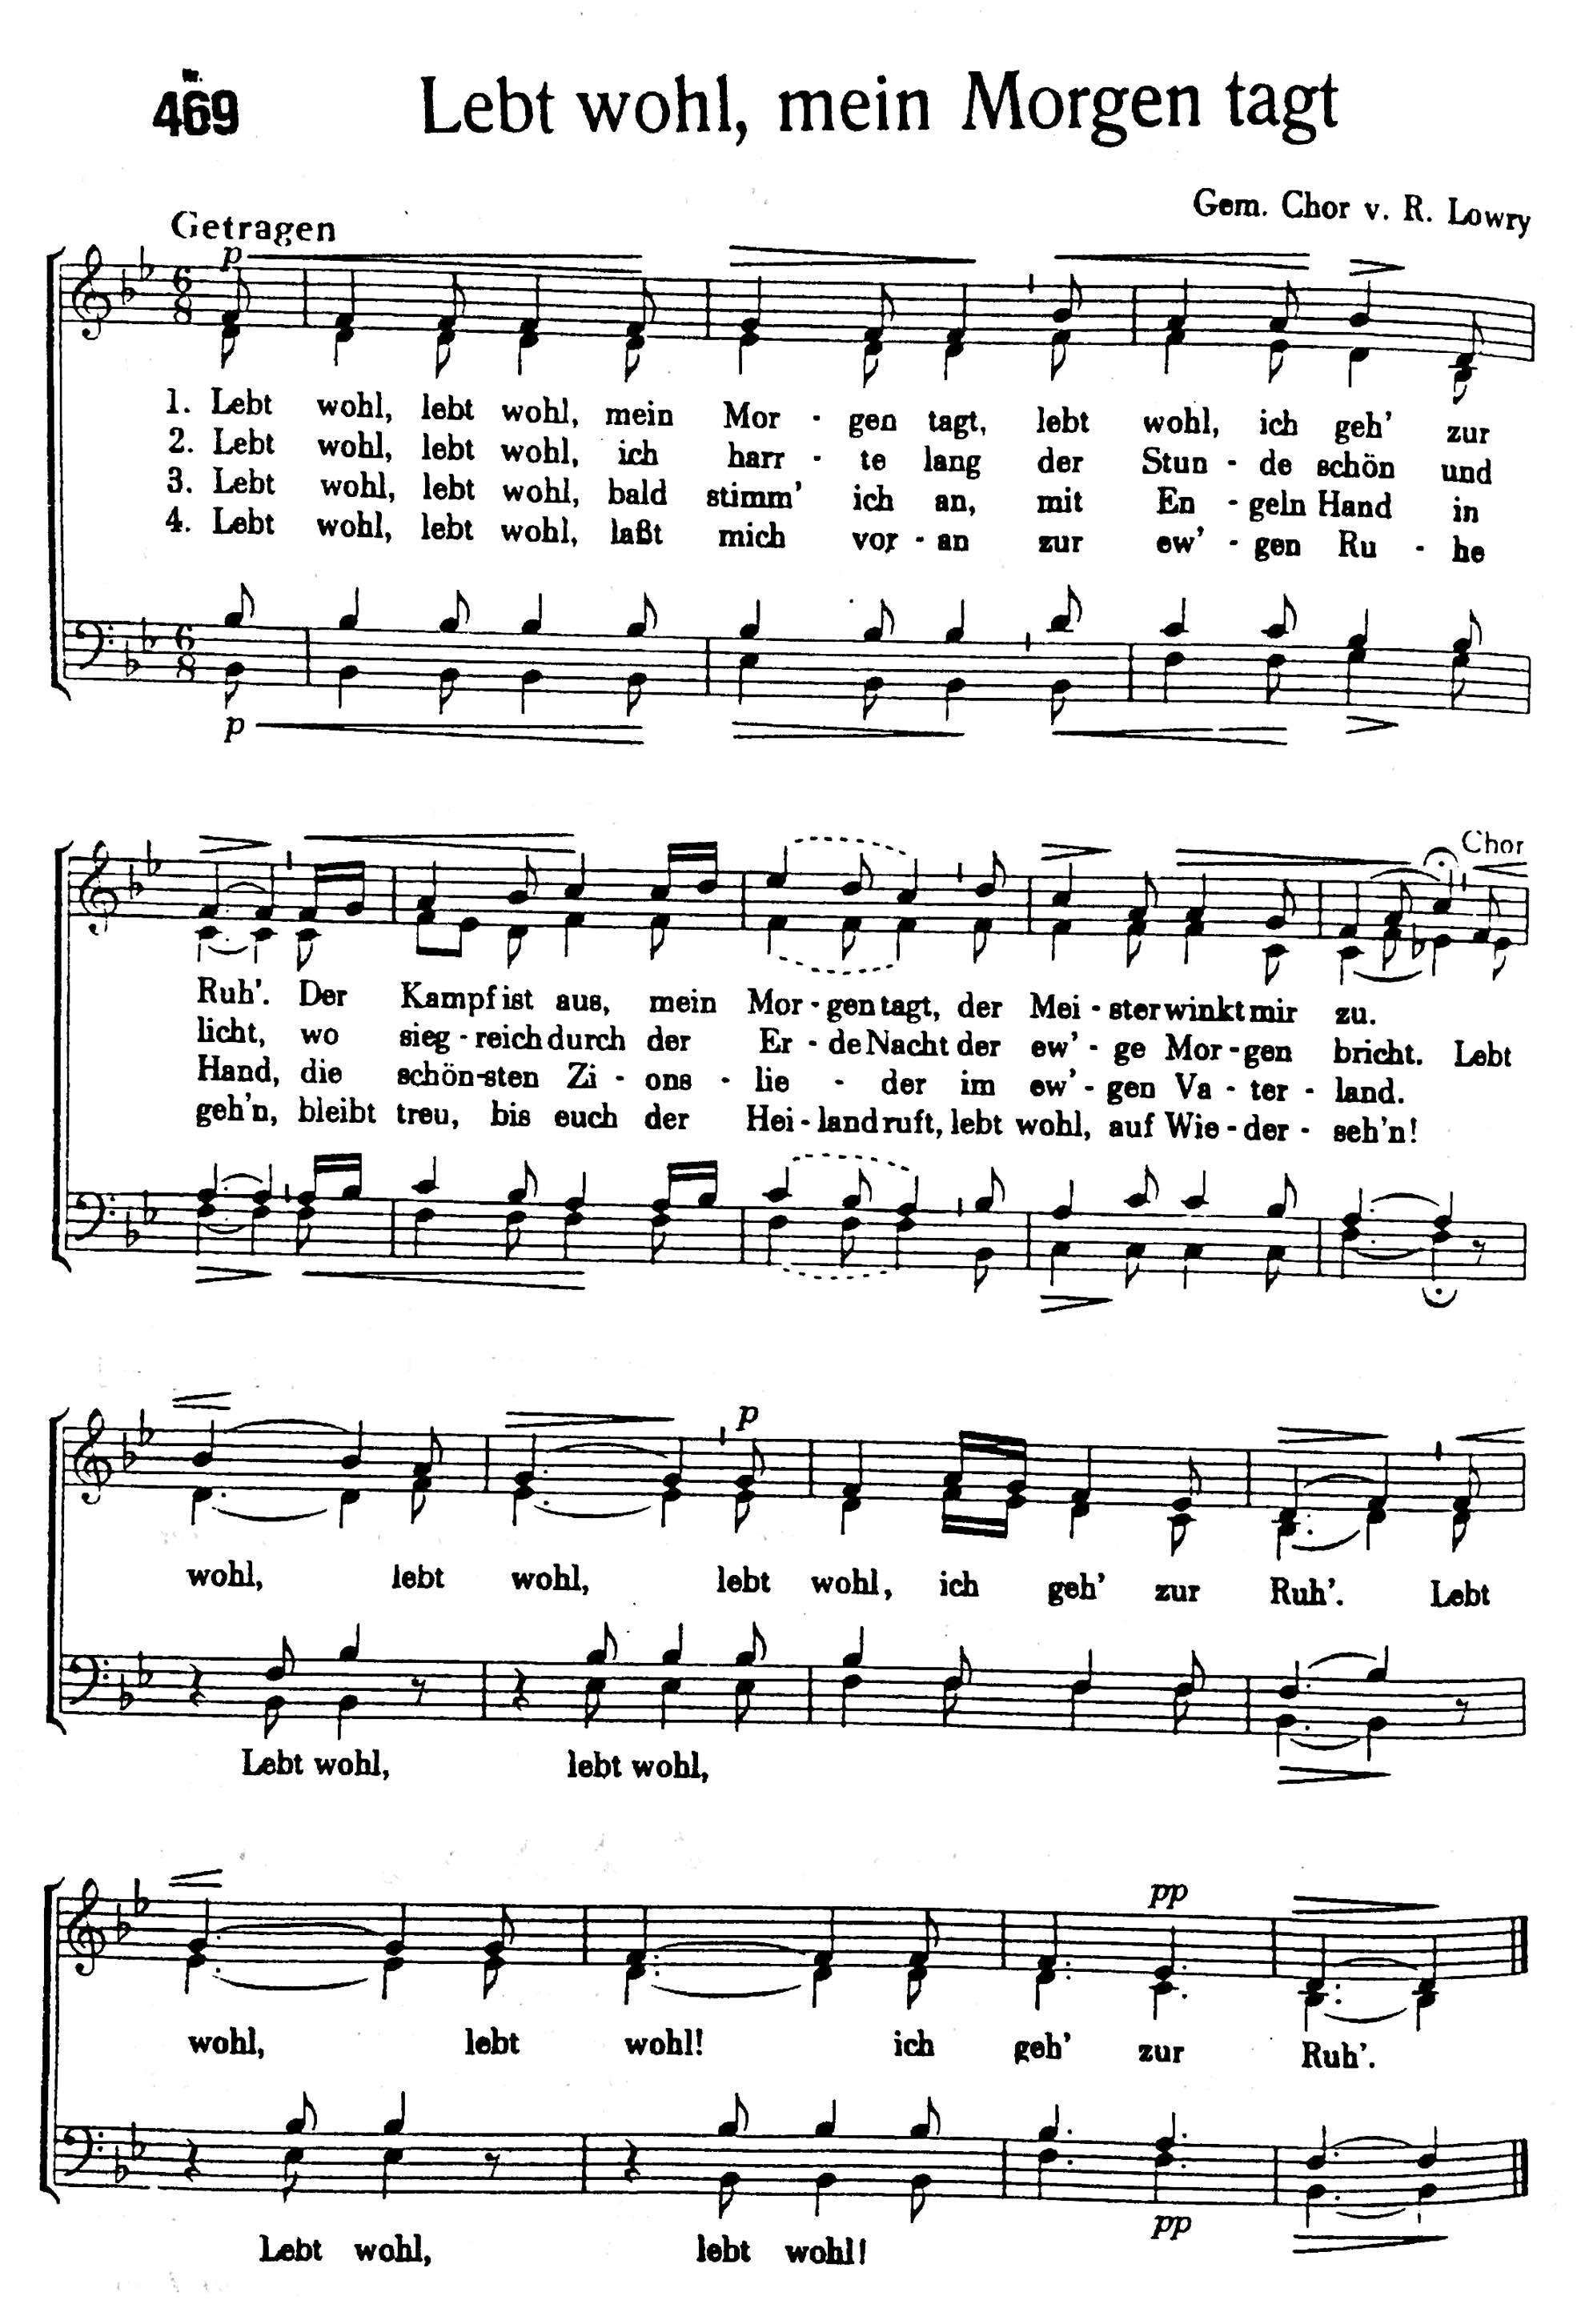 Nr.
469
Lebt wohl, mein Morgen tagt
Gem. Chor v. R. Lowry
Getragen
p
1. Lebt wohl, lebt wohl, mein Mor - gen tagt, lebt wohl, ich geh' zur
2. Lebt wohl, lebt wohl, ich harr - te lang der Stun - de schön und
3. Lebt wohl, lebt wohl, bald stimm' ich an, mit En - geln Hand in
4. Lebt wohl, lebt wohl, laßt mich vor - an zur ew' - gen Ru - he
p
Chor
Ruh'. Der Kampf ist aus, mein Mor - gen tagt, der Mei - ster winkt mir zu.
licht, wo sieg - reich durch der Er - de Nacht der ew' - ge Mor - gen bricht. Lebt
Hand, die schön-sten Zi - ons - lie - der im ew' - gen Va - ter - land.
geh'n, bleibt treu, bis euch der Hei - land ruft, lebt wohl, auf Wie - der - seh'n!
p
wohl, lebt wohl, lebt wohl, ich geh' zur Ruh'. Lebt
Lebt wohl, lebt wohl,
pp
wohl, lebt wohl! ich geh' zur Ruh'.
pp
Lebt wohl, lebt wohl!